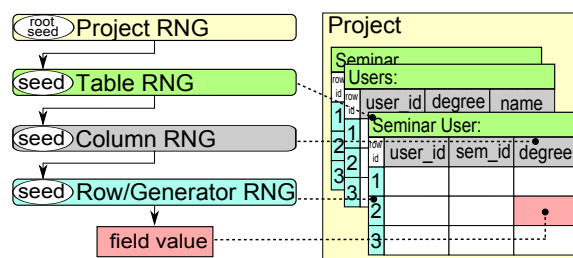 root
seed
Project RNG
seed
Table RNG
seed
Column RNG
seed
Row/Generator RNG
field value
Project
Seminar
row
id
1
2
3
Users:
row
id
user_id
degree
name
1
2
3
Seminar User:
row
id
user_id
sem_id
degree
1
2
3